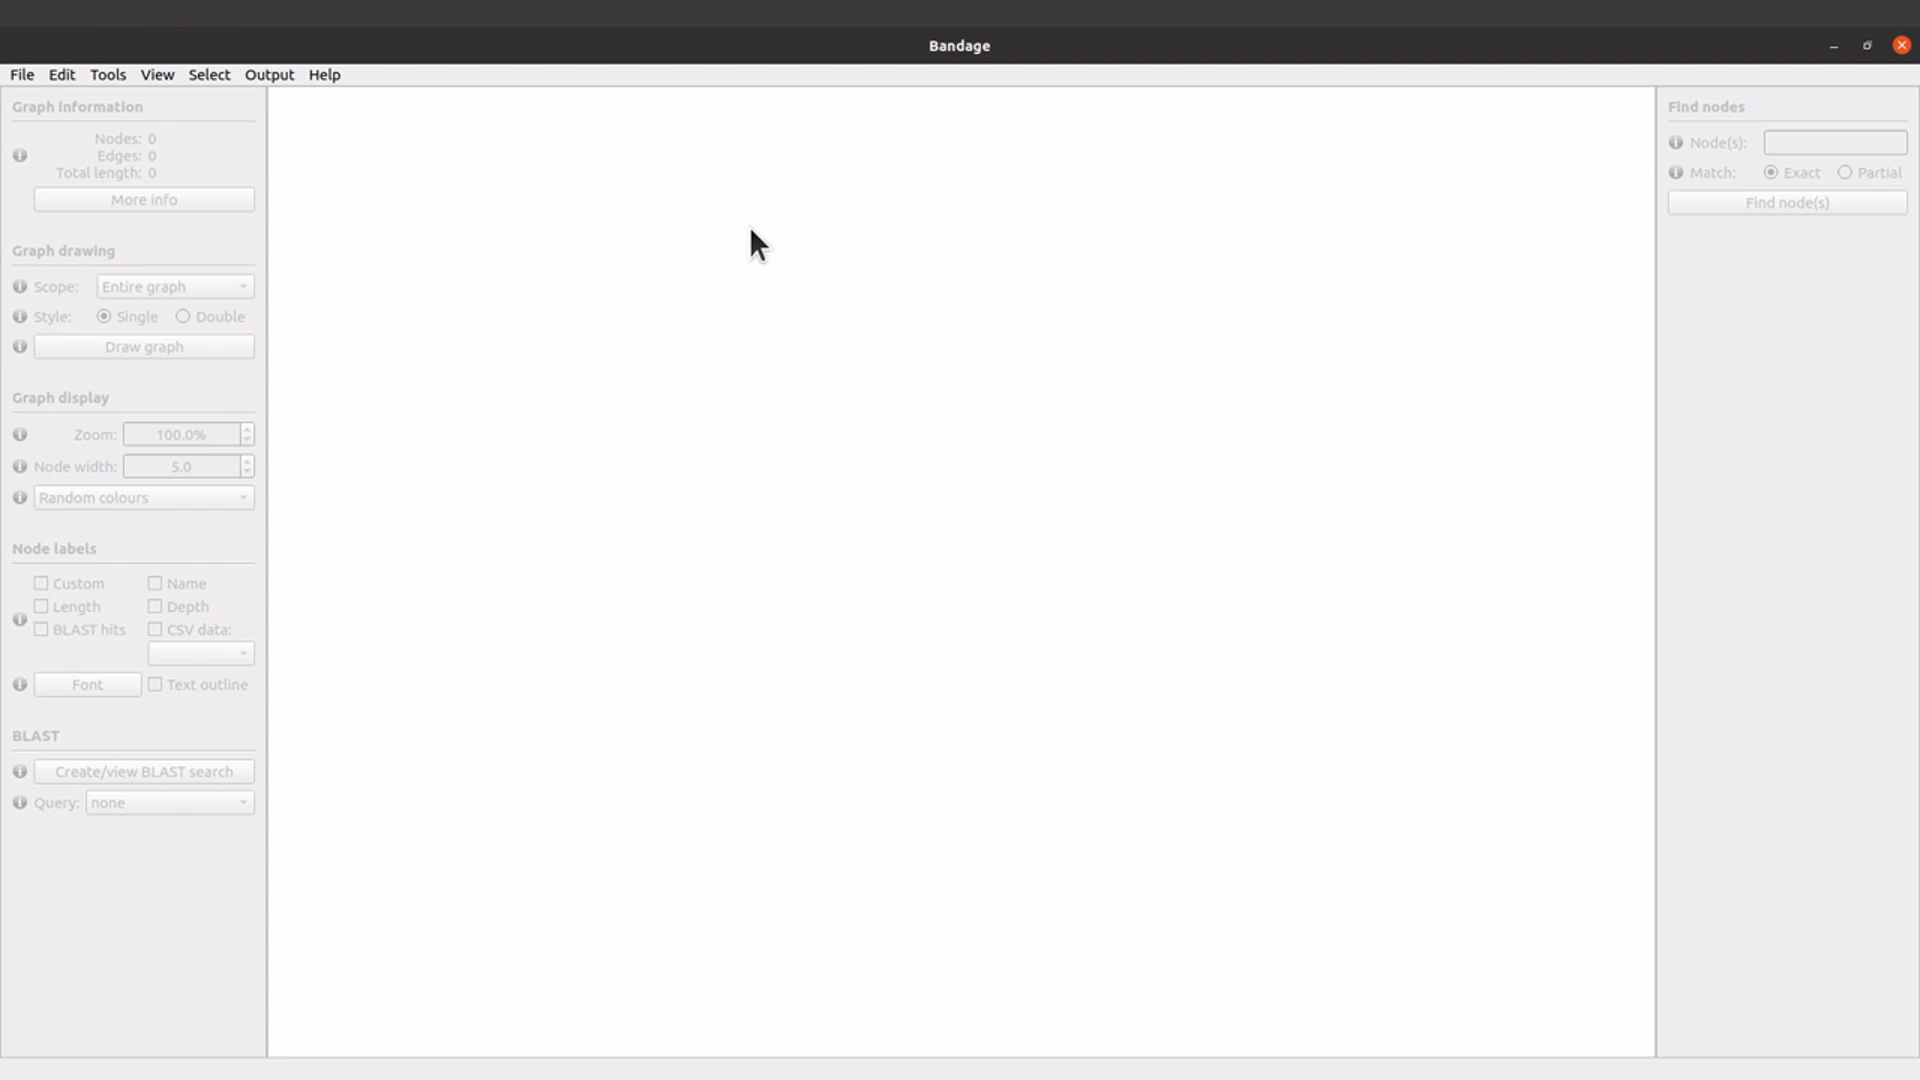 Bandage
File Edit Tools View Select Output Help
Graph information
Nodes: 0
Edges: 0
Total length: 0
More info
Graph drawing
Scope: Entire graph
Style: Single Double
Draw graph
Graph display
Zoom: 100.0%
Node width: 5.0
Random colours
Node labels
Custom Name
Length Depth
BLAST hits CSV data:
Font Text outline
BLAST
Create/view BLAST search
Query: none
Find nodes
Node(s):
Match: Exact Partial
Find node(s)